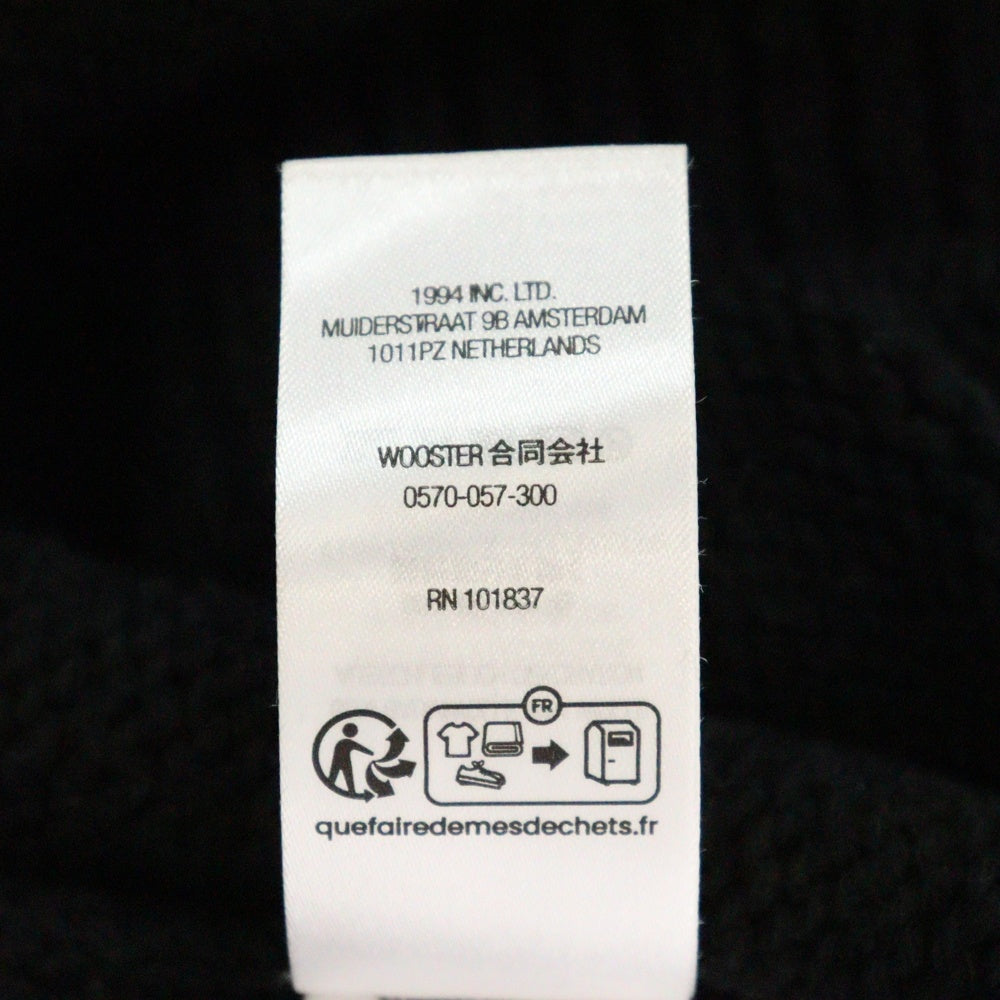 1994 INC. LTD.
MUIDERSTRAAT 9B AMSTERDAM
1011PZ NETHERLANDS
WOOSTER 合同会社
0570-057-300
RN 101837
FR
quefairedemesdechets.fr